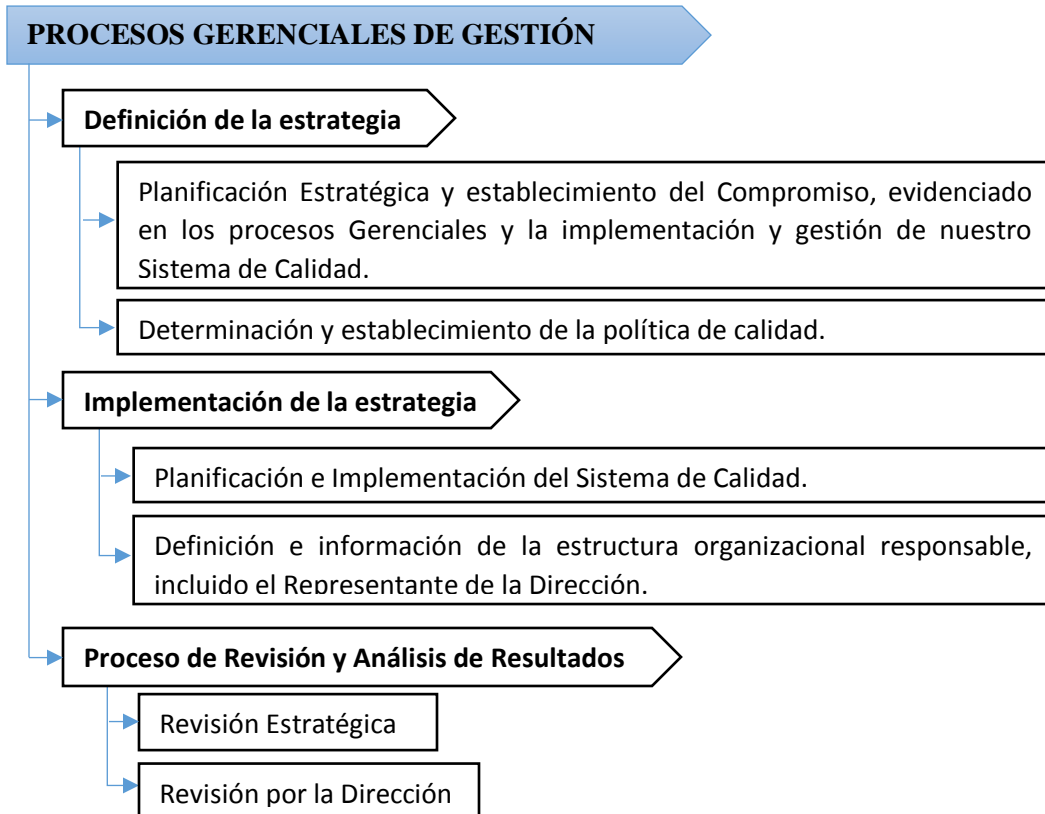 PROCESOS GERENCIALES DE GESTIÓN
Definición de la estrategia
Planificación Estratégica y establecimiento del Compromiso, evidenciado
en los procesos Gerenciales y la implementación y gestión de nuestro
Sistema de Calidad.
Determinación y establecimiento de la política de calidad.
Implementación de la estrategia
Planificación e Implementación del Sistema de Calidad.
Definición e información de la estructura organizacional responsable,
incluido el Representante de la Dirección.
Proceso de Revisión y Análisis de Resultados
Revisión Estratégica
Revisión por la Dirección